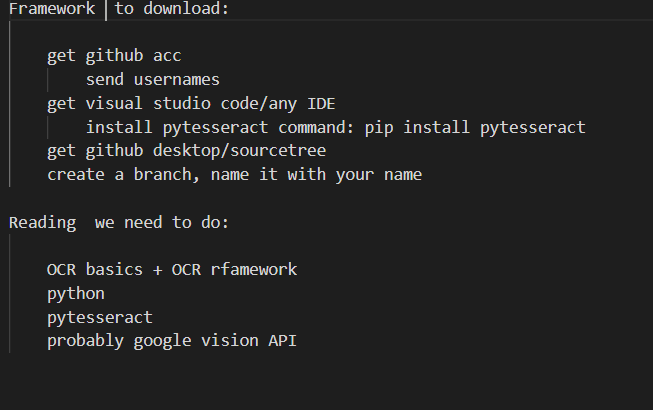 Framework to download:
get github acc
send usernames
get visual studio code/any IDE
install pytesseract command: pip install pytesseract
get github desktop/sourcetree
create a branch, name it with your name
Reading  we need to do:
OCR basics + OCR rfamework
python
pytesseract
probably google vision API